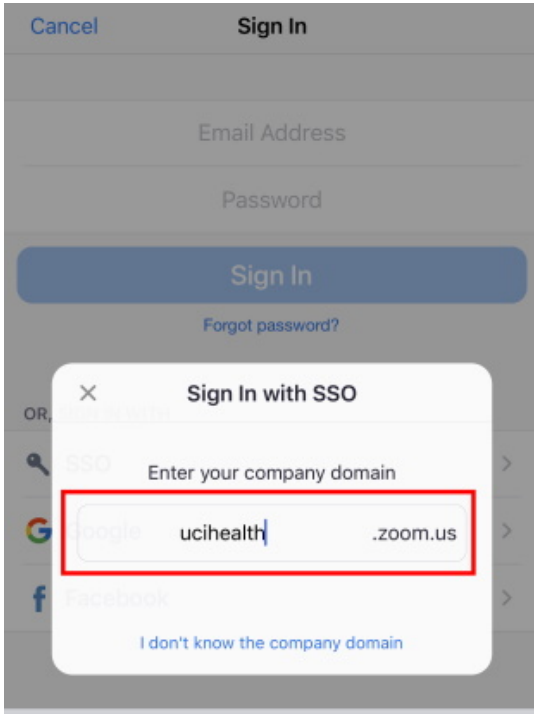 Cancel Sign In
Email Address
Password
Sign In
Forgot password?
Sign In with SSO
OR,
SSO
Enter your company domain
Google
ucihealth .zoom.us
Facebook
I don't know the company domain